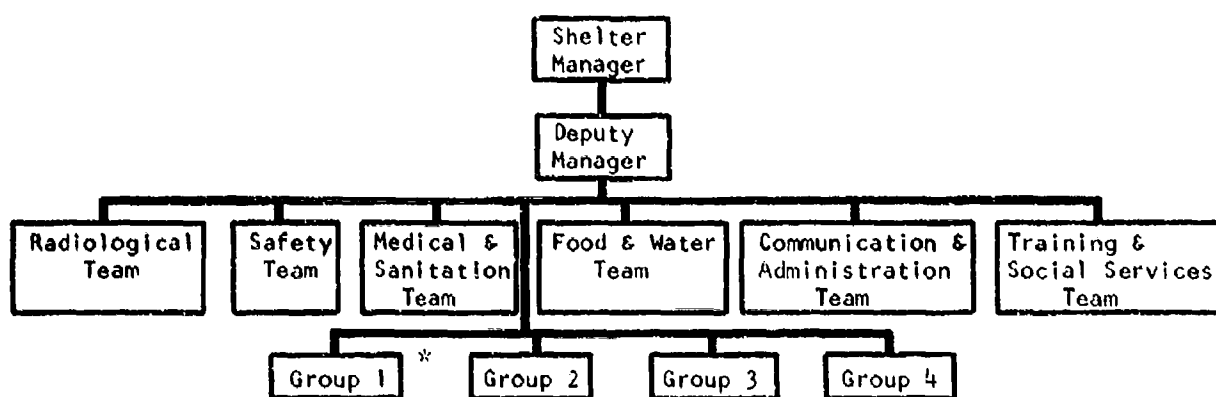 Shelter
Manager
Deputy
Manager
Radiological
Team
Safety
Team
Medical &
Sanitation
Team
Food & Water
Team
Communication &
Administration
Team
Training &
Social Services
Team
Group 1 *
Group 2
Group 3
Group 4